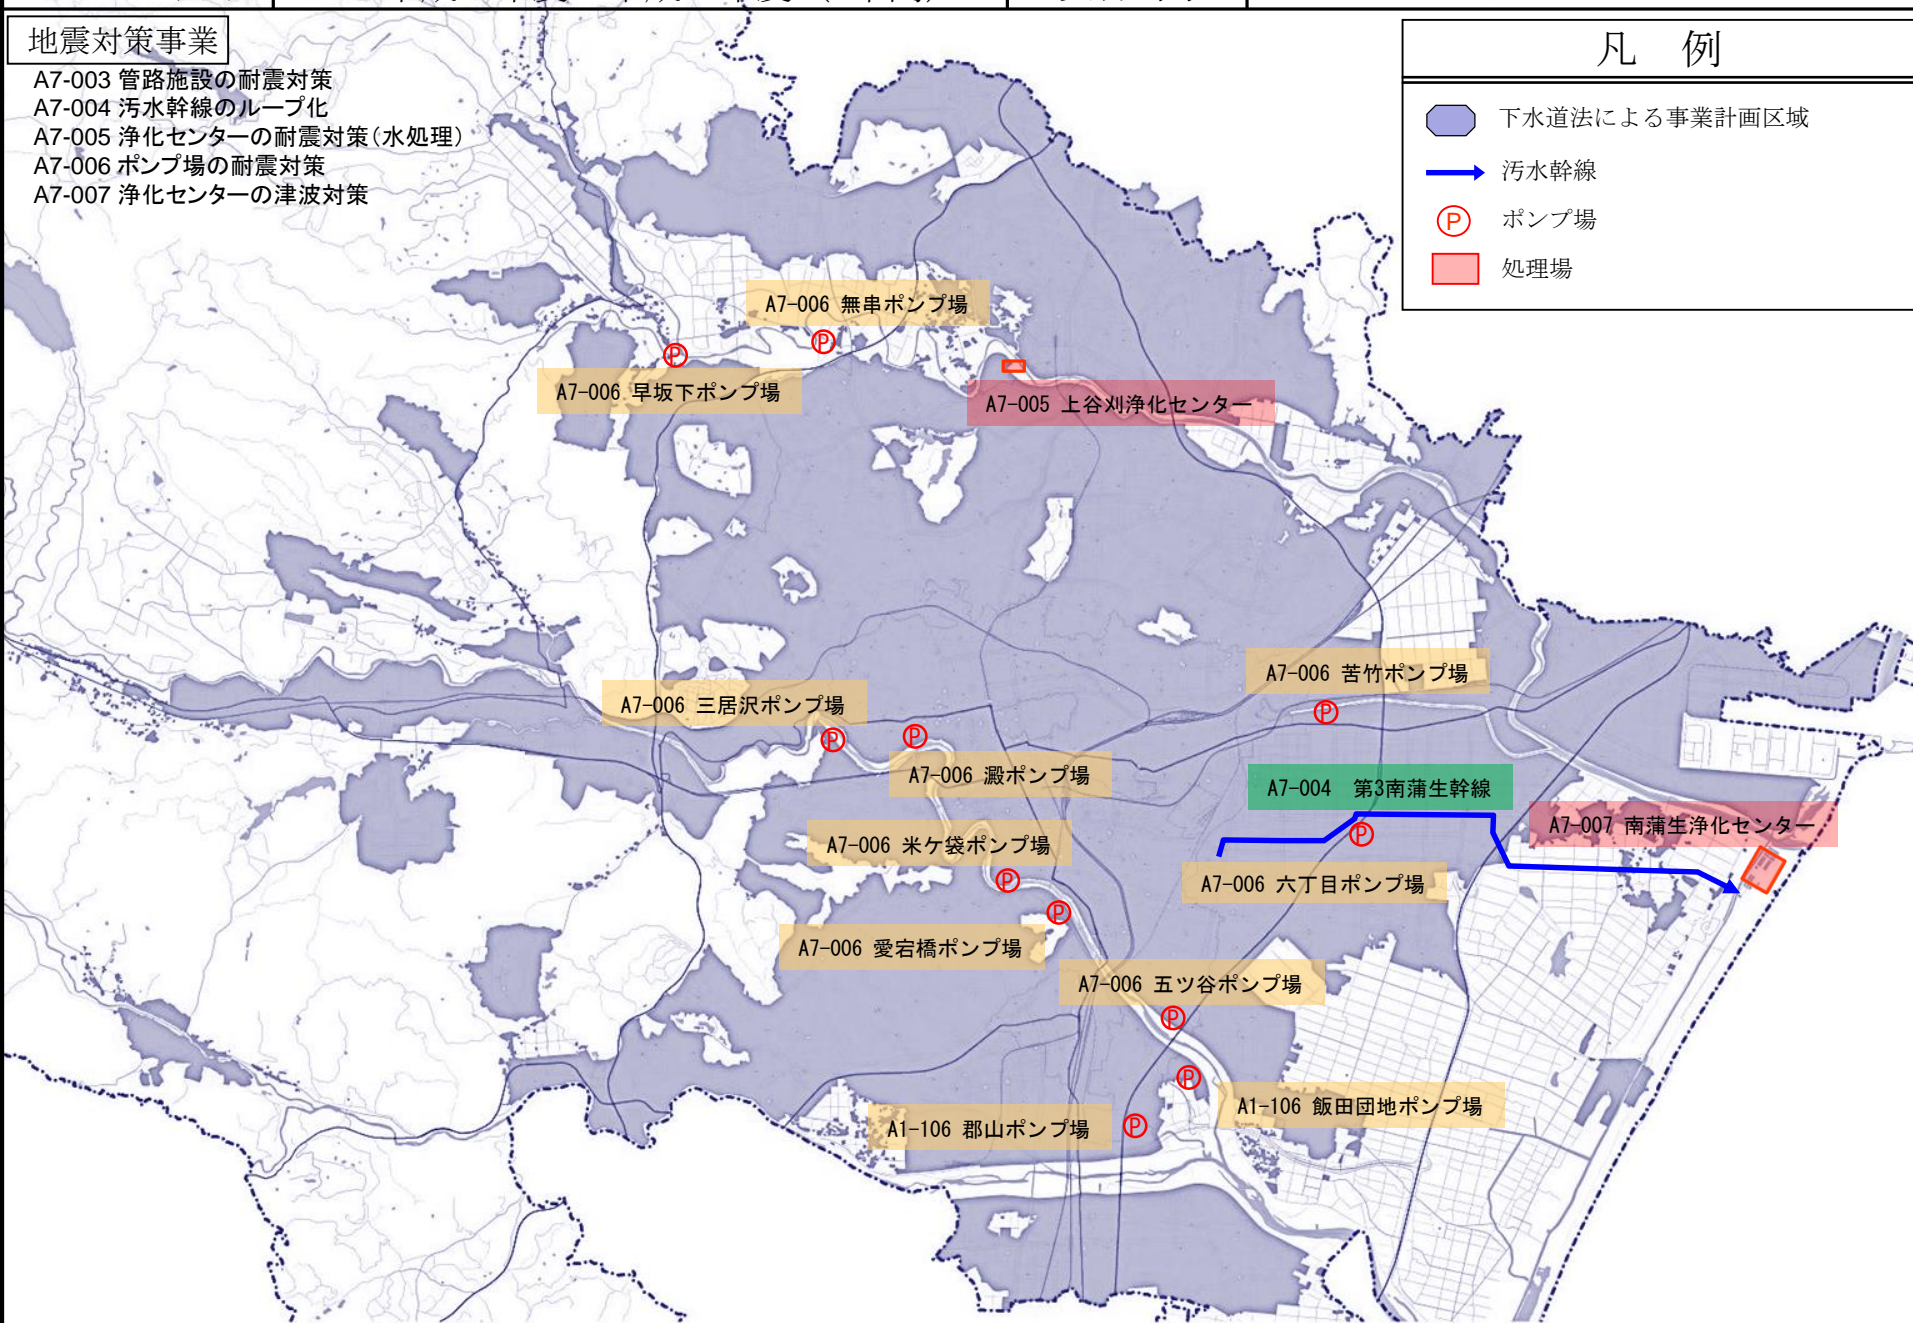 地震対策事業
A7-003 管路施設の耐震対策
A7-004 汚水幹線のループ化
A7-005 浄化センターの耐震対策(水処理)
A7-006 ポンプ場の耐震対策
A7-007 浄化センターの津波対策
凡 例
下水道法による事業計画区域
汚水幹線
P ポンプ場
処理場
A7-006 無串ポンプ場
P
P
A7-006 早坂下ポンプ場
A7-005 上谷刈浄化センター
A7-006 苦竹ポンプ場
P
A7-006 三居沢ポンプ場
P
P
A7-006 澱ポンプ場
A7-004 第3南蒲生幹線
A7-007 南蒲生浄化センター
P
A7-006 米ケ袋ポンプ場
P
A7-006 六丁目ポンプ場
P
A7-006 愛宕橋ポンプ場
A7-006 五ツ谷ポンプ場
P
P
A1-106 飯田団地ポンプ場
A1-106 郡山ポンプ場
P